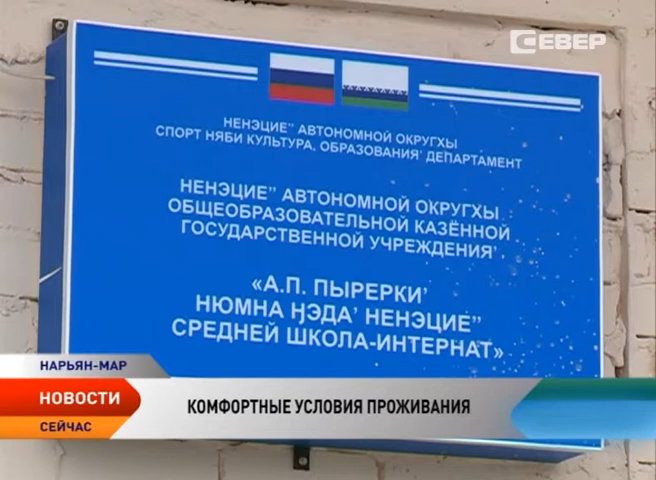 СЕВЕР
НЕНЭЦИЕ" АВТОНОМНОЙ ОКРУГХЫ
СПОРТ НЯБИ КУЛЬТУРА, ОБРАЗОВАНИЯ' ДЕПАРТАМЕНТ
НЕНЭЦИЕ" АВТОНОМНОЙ ОКРУГХЫ
ОБЩЕОБРАЗОВАТЕЛЬНОЙ КАЗЁННОЙ
ГОСУДАРСТВЕННОЙ УЧРЕЖДЕНИЯ'
«А.П. ПЫРЕРКИ'
НЮМНА ӇЭДА' НЕНЭЦИЕ"
СРЕДНЕЙ ШКОЛА-ИНТЕРНАТ»
НАРЬЯН-МАР
НОВОСТИ
КОМФОРТНЫЕ УСЛОВИЯ ПРОЖИВАНИЯ
СЕЙЧАС